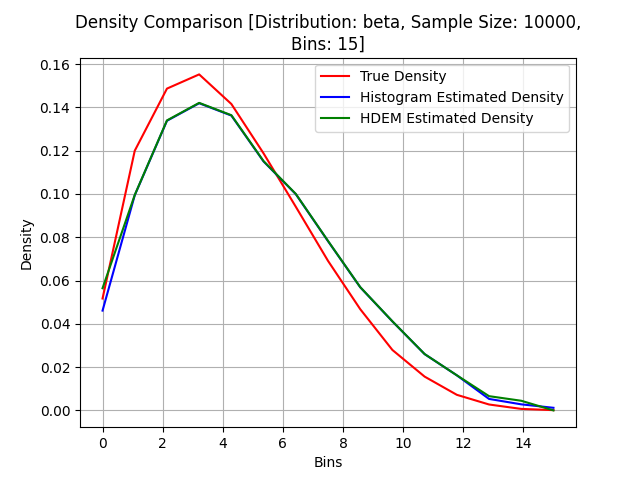 Density Comparison [Distribution: beta, Sample Size: 10000,
Bins: 15]
True Density
Histogram Estimated Density
HDEM Estimated Density
Density
0.16
0.14
0.12
0.10
0.08
0.06
0.04
0.02
0.00
0 2 4 6 8 10 12 14
Bins